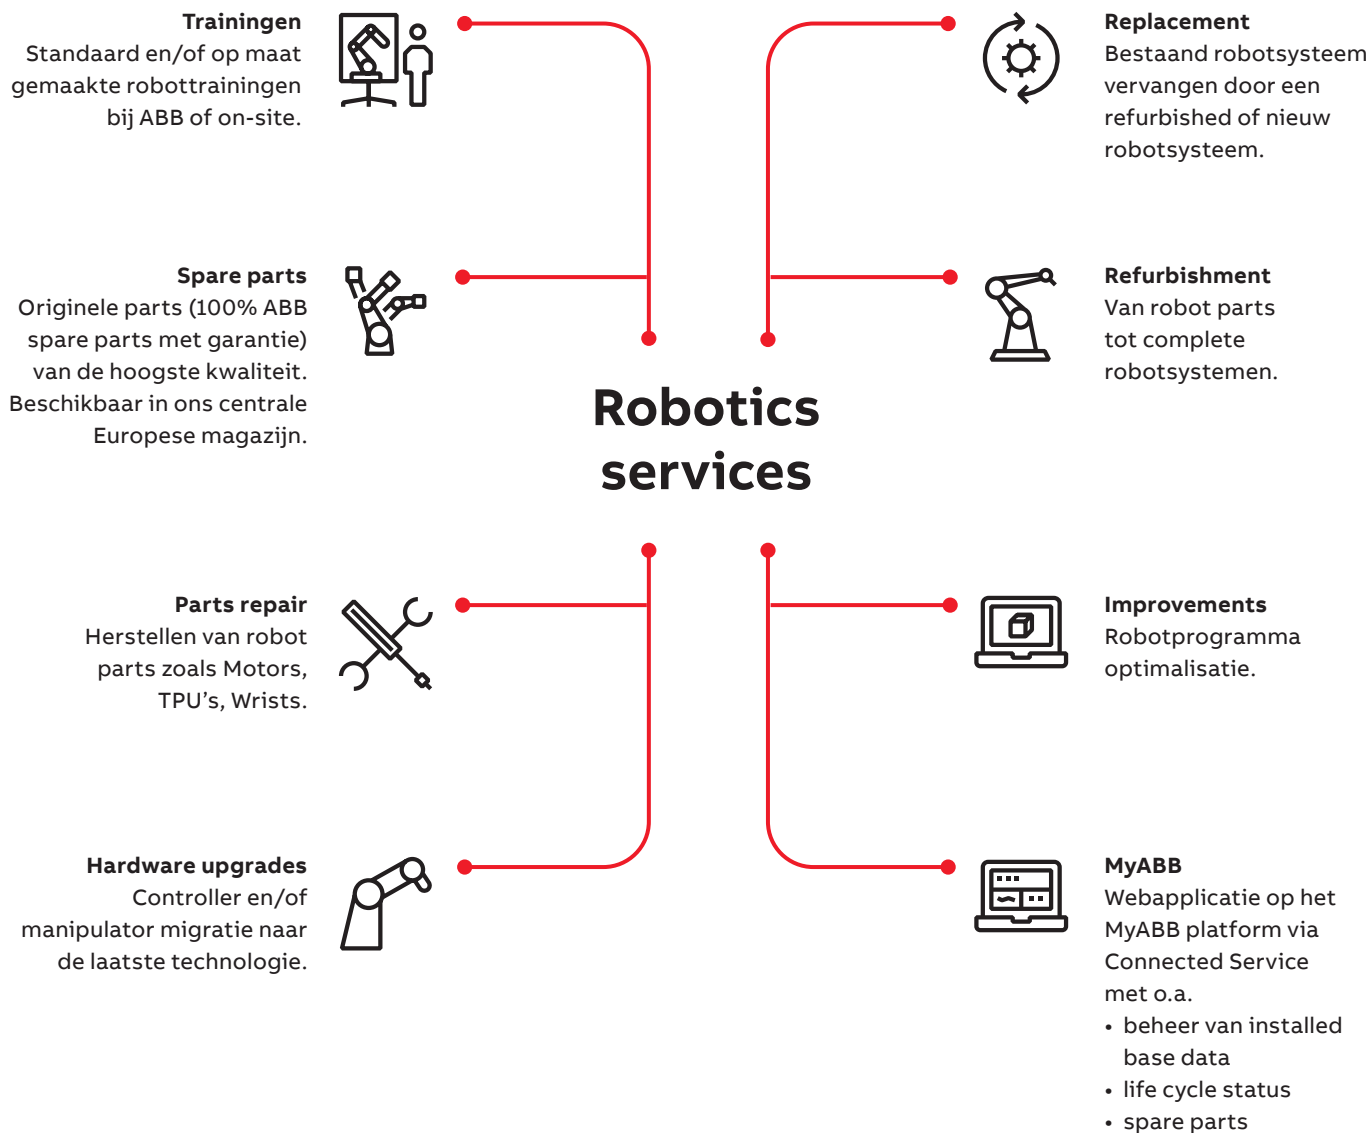 Trainingen
Standaard en/of op maat
gemaakte robottrainingen
bij ABB of on-site.
Spare parts
Originele parts (100% ABB
spare parts met garantie)
van de hoogste kwaliteit.
Beschikbaar in ons centrale
Europese magazijn.
Parts repair
Herstellen van robot
parts zoals Motors,
TPU’s, Wrists.
Hardware upgrades
Controller en/of
manipulator migratie naar
de laatste technologie.
Robotics
services
Replacement
Bestaand robotsysteem
vervangen door een
refurbished of nieuw
robotsysteem.
Refurbishment
Van robot parts
tot complete
robotsystemen.
Improvements
Robotprogramma
optimalisatie.
MyABB
Webapplicatie op het
MyABB platform via
Connected Service
met o.a.
• beheer van installed
base data
• life cycle status
• spare parts